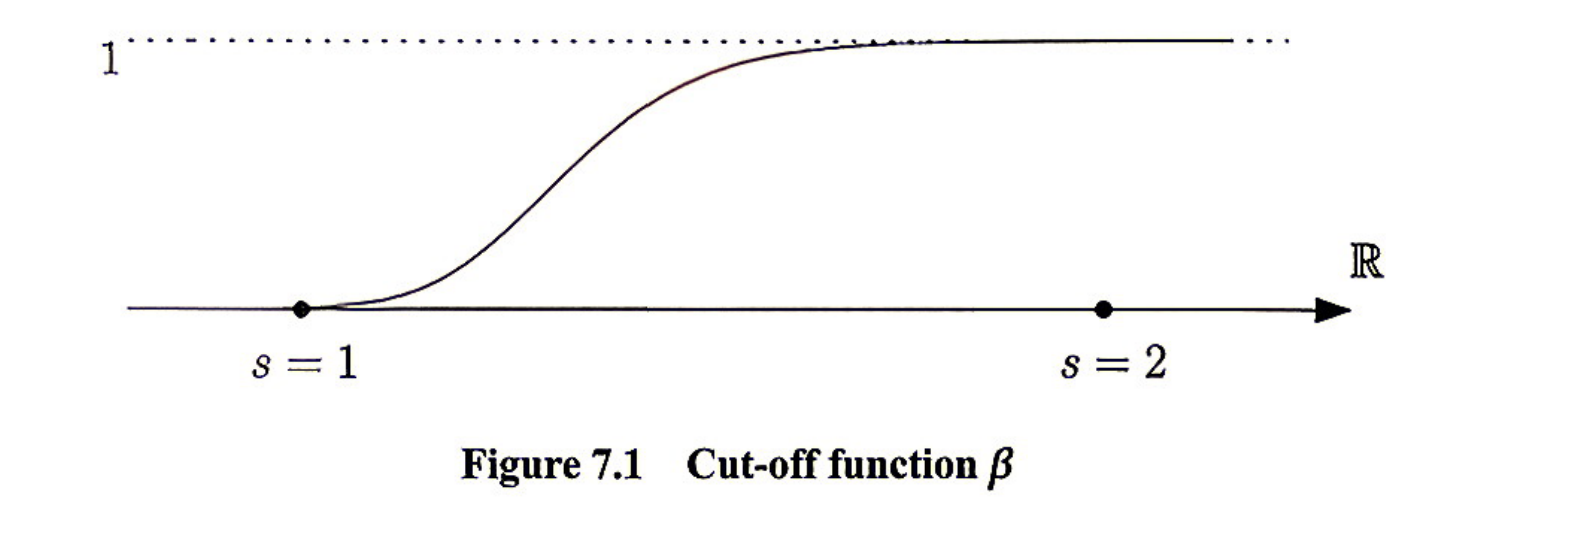 1
ℝ
s = 1
s = 2
Figure 7.1 Cut-off function β